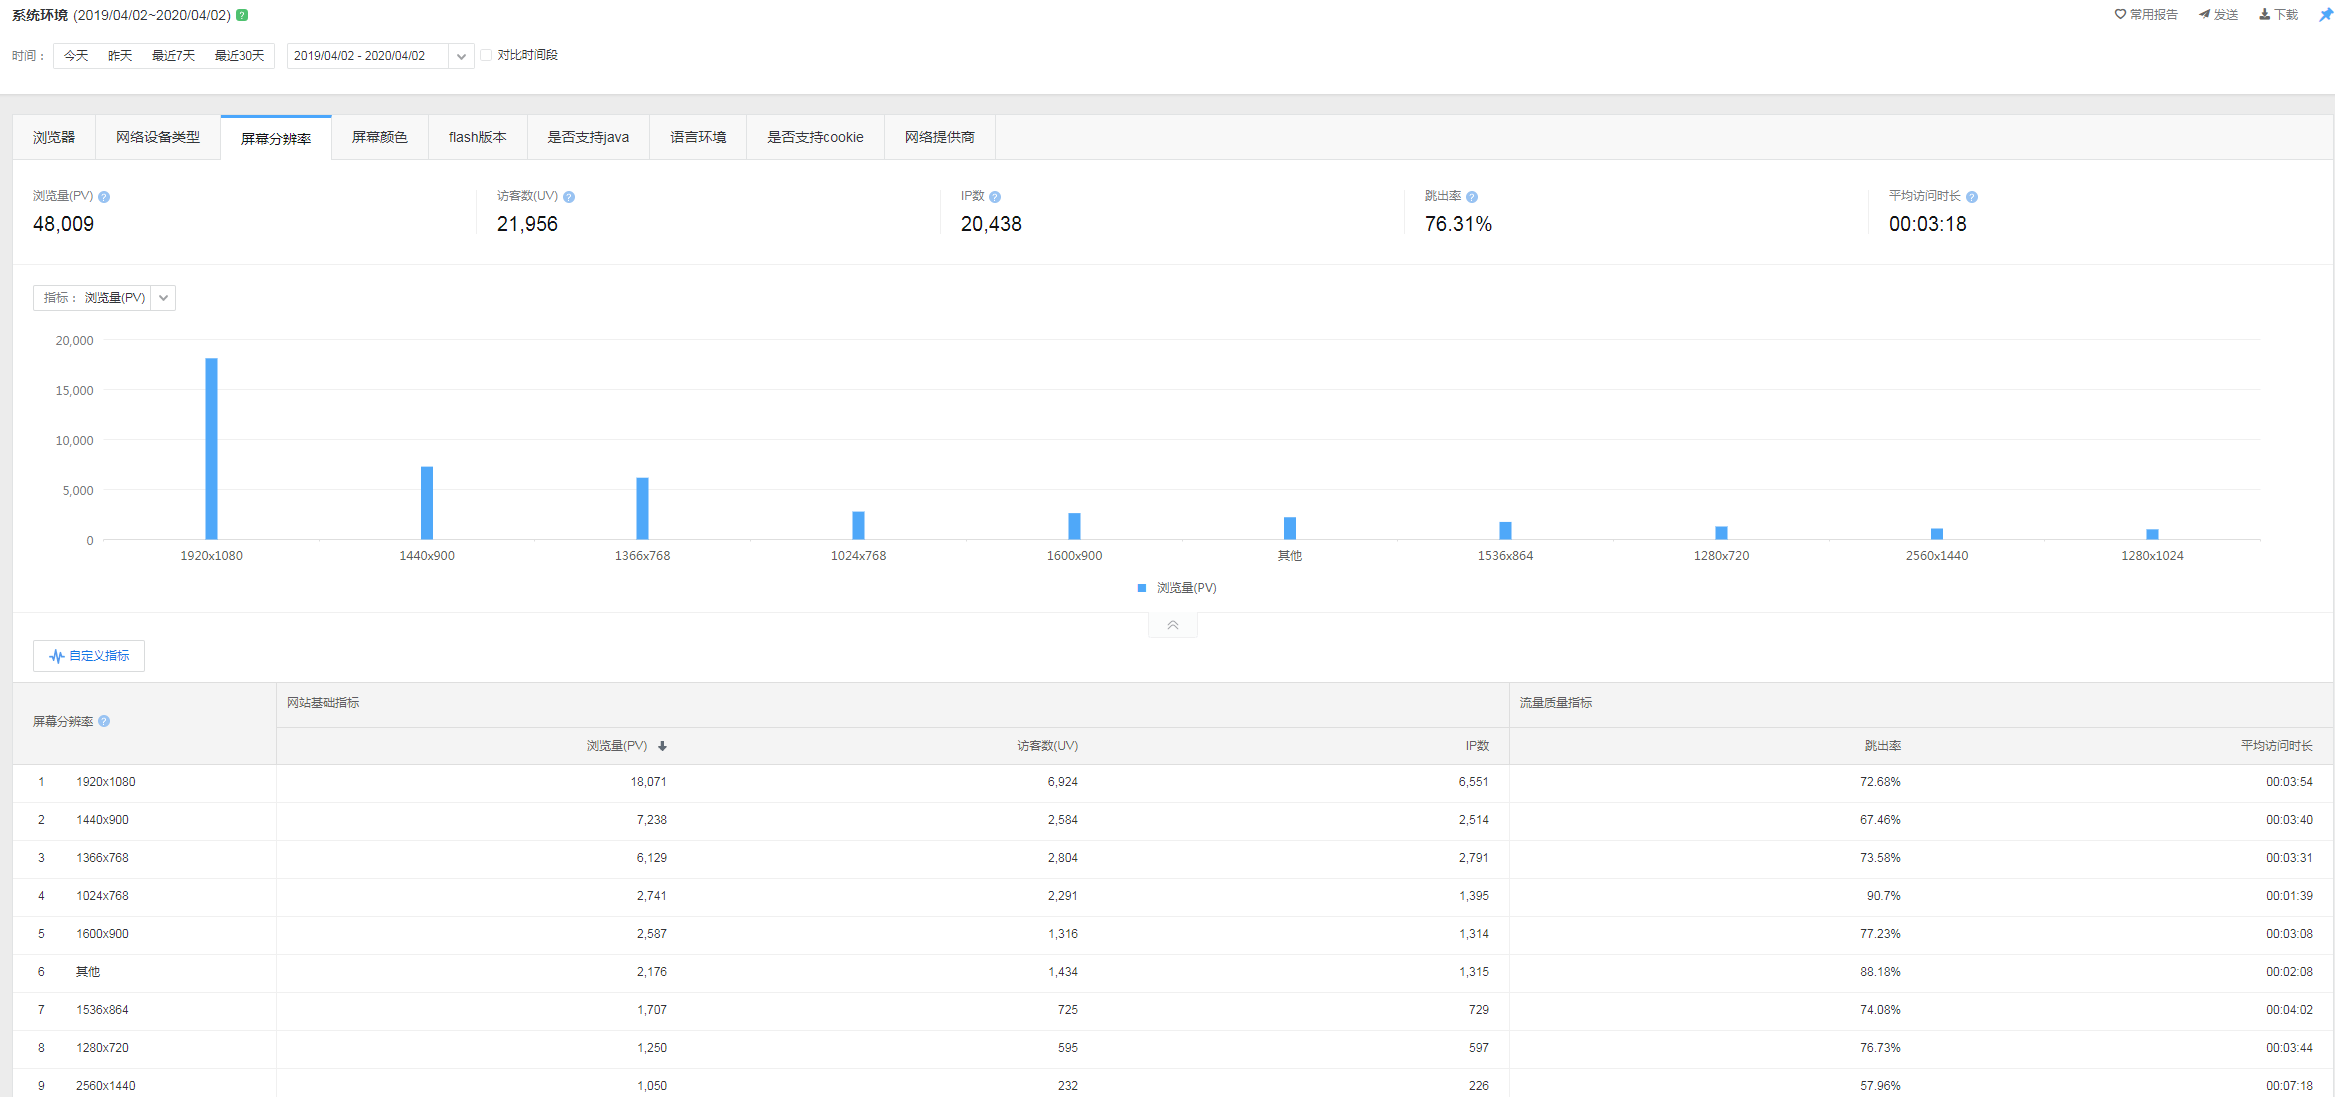 系统环境 (2019/04/02~2020/04/02) ?
常用报告 发送 下载
时间： 今天 昨天 最近7天 最近30天 2019/04/02 - 2020/04/02 对比时间段
浏览器 网络设备类型 屏幕分辨率 屏幕颜色 flash版本 是否支持java 语言环境 是否支持cookie 网络提供商
浏览量(PV) ? 访客数(UV) ? IP数 ? 跳出率 ? 平均访问时长 ?
48,009 21,956 20,438 76.31% 00:03:18
指标： 浏览量(PV)
20,000
15,000
10,000
5,000
0
1920x1080 1440x900 1366x768 1024x768 1600x900 其他 1536x864 1280x720 2560x1440 1280x1024
浏览量(PV)
自定义指标
屏幕分辨率 ? 网站基础指标 流量质量指标
浏览量(PV) 访客数(UV) IP数 跳出率 平均访问时长
1 1920x1080 18,071 6,924 6,551 72.68% 00:03:54
2 1440x900 7,238 2,584 2,514 67.46% 00:03:40
3 1366x768 6,129 2,804 2,791 73.58% 00:03:31
4 1024x768 2,741 2,291 1,395 90.7% 00:01:39
5 1600x900 2,587 1,316 1,314 77.23% 00:03:08
6 其他 2,176 1,434 1,315 88.18% 00:02:08
7 1536x864 1,707 725 729 74.08% 00:04:02
8 1280x720 1,250 595 597 76.73% 00:03:44
9 2560x1440 1,050 232 226 57.96% 00:07:18